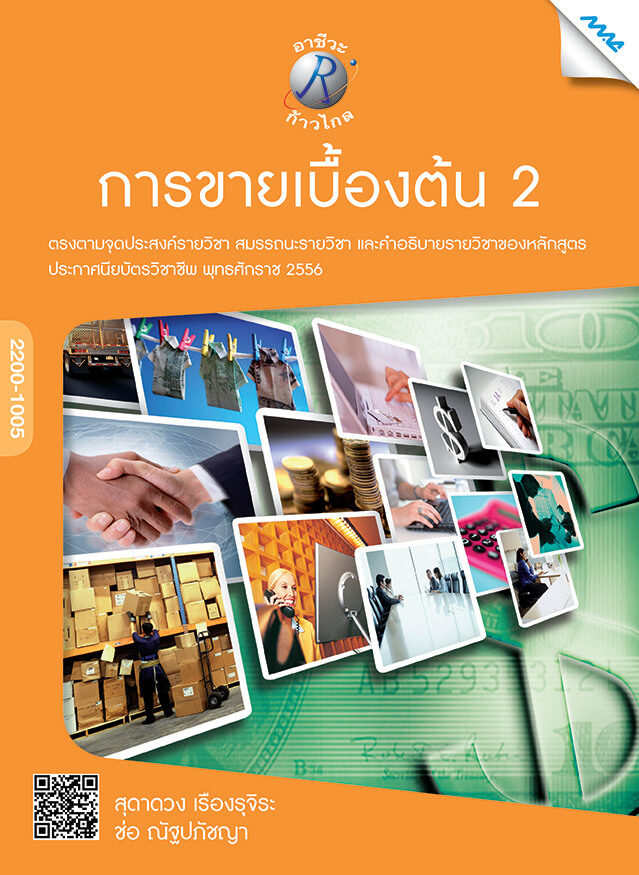 MAC
อาชีวะ
R
ก้าวไกล
การขายเบื้องต้น 2
ตรงตามจุดประสงค์รายวิชา สมรรถนะรายวิชา และคำอธิบายรายวิชาของหลักสูตร
ประกาศนียบัตรวิชาชีพ พุทธศักราช 2556
2200-1005
100
$
สุดาดวง เรืองรุจิระ
ช่อ ณัฐปภัชญา